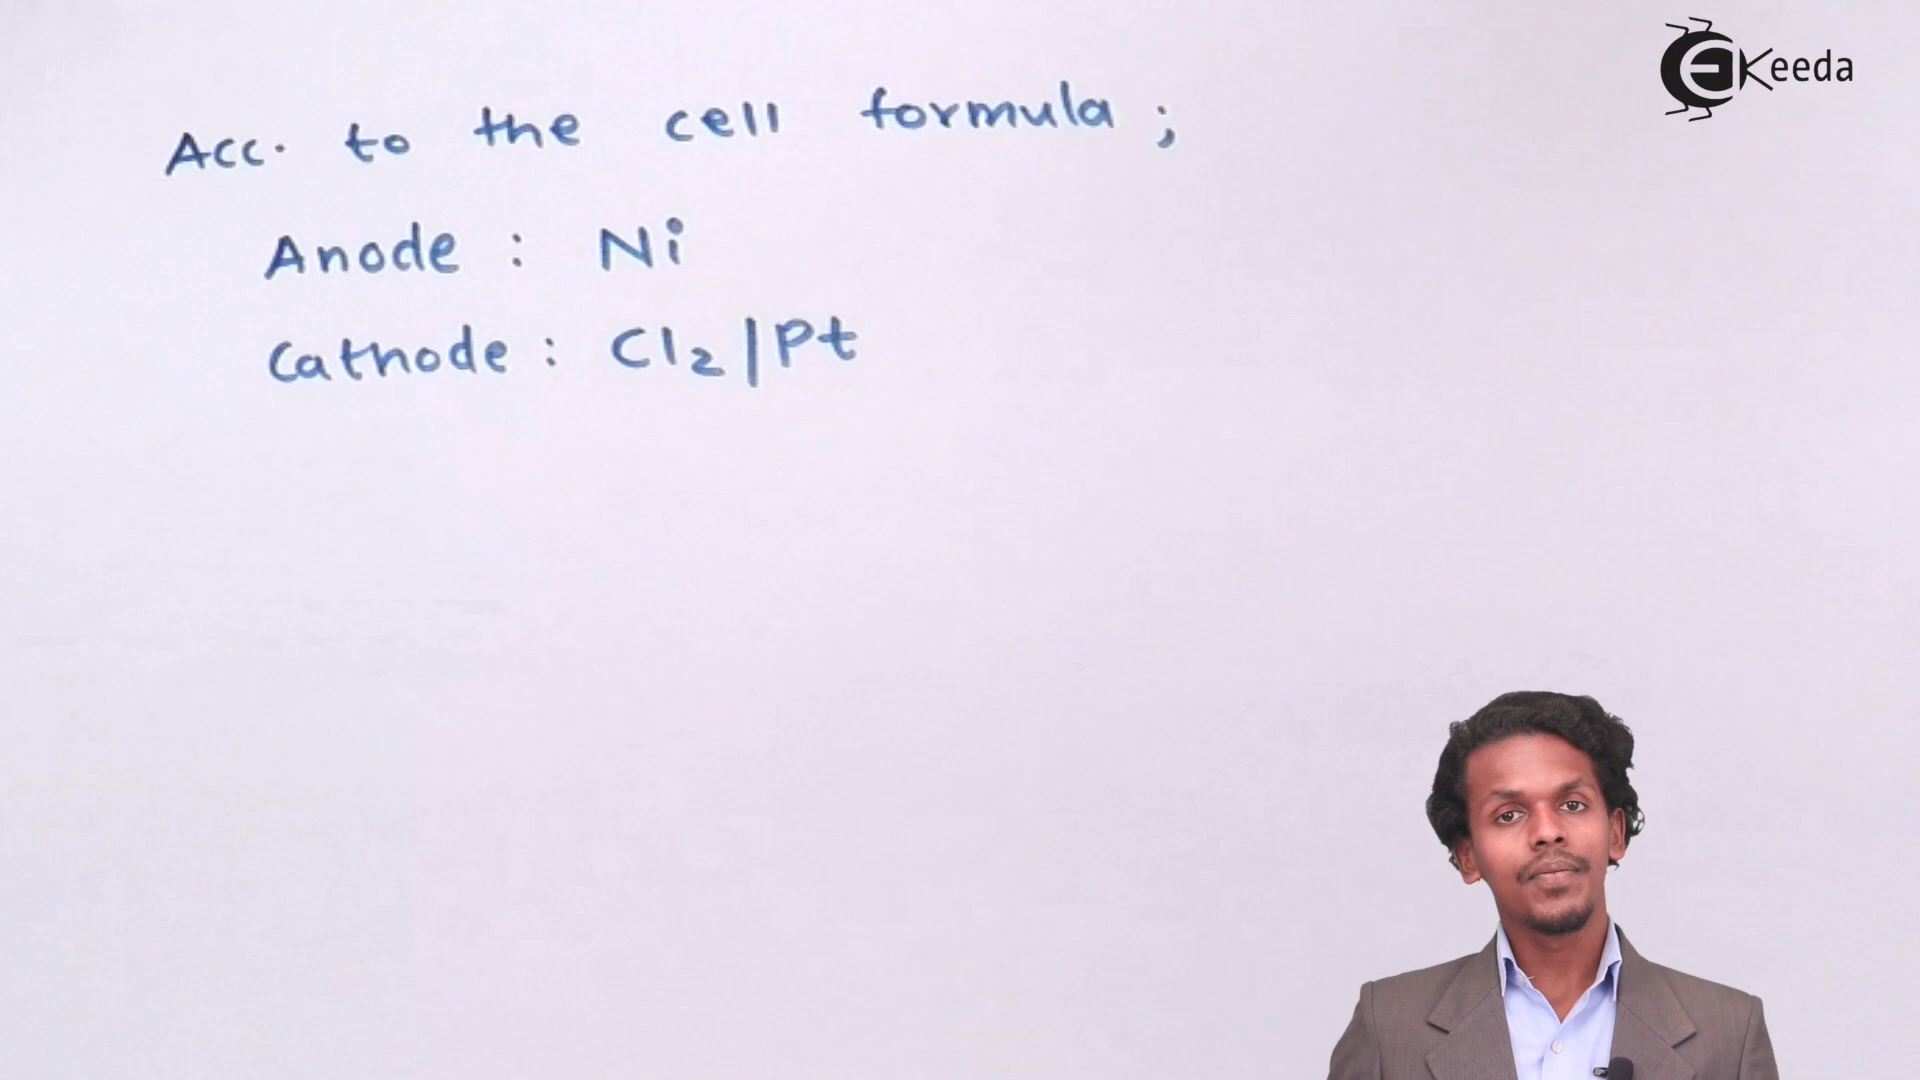 EKeeda
Acc. to the cell formula ;
Anode : Ni
Cathode : Cl2 | Pt